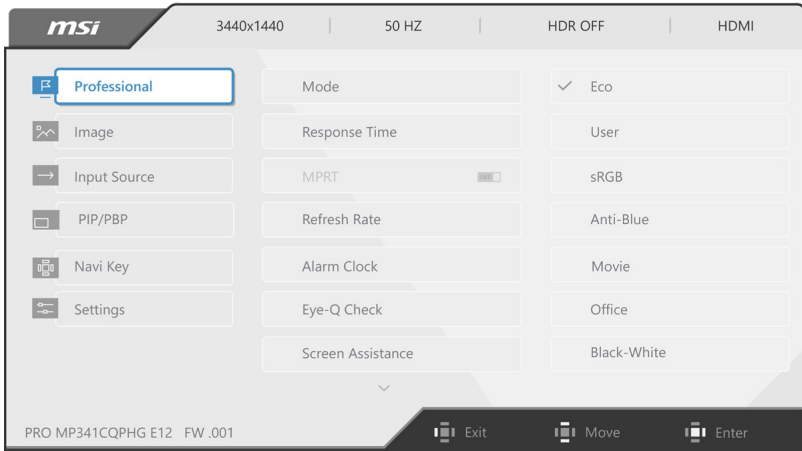 msi 3440x1440 50 HZ HDR OFF HDMI
Professional Mode Eco
Image Response Time User
Input Source MPRT OFF sRGB
PIP/PBP Refresh Rate Anti-Blue
Navi Key Alarm Clock Movie
Settings Eye-Q Check Office
Screen Assistance Black-White
PRO MP341CQPHG E12 FW .001 Exit Move Enter